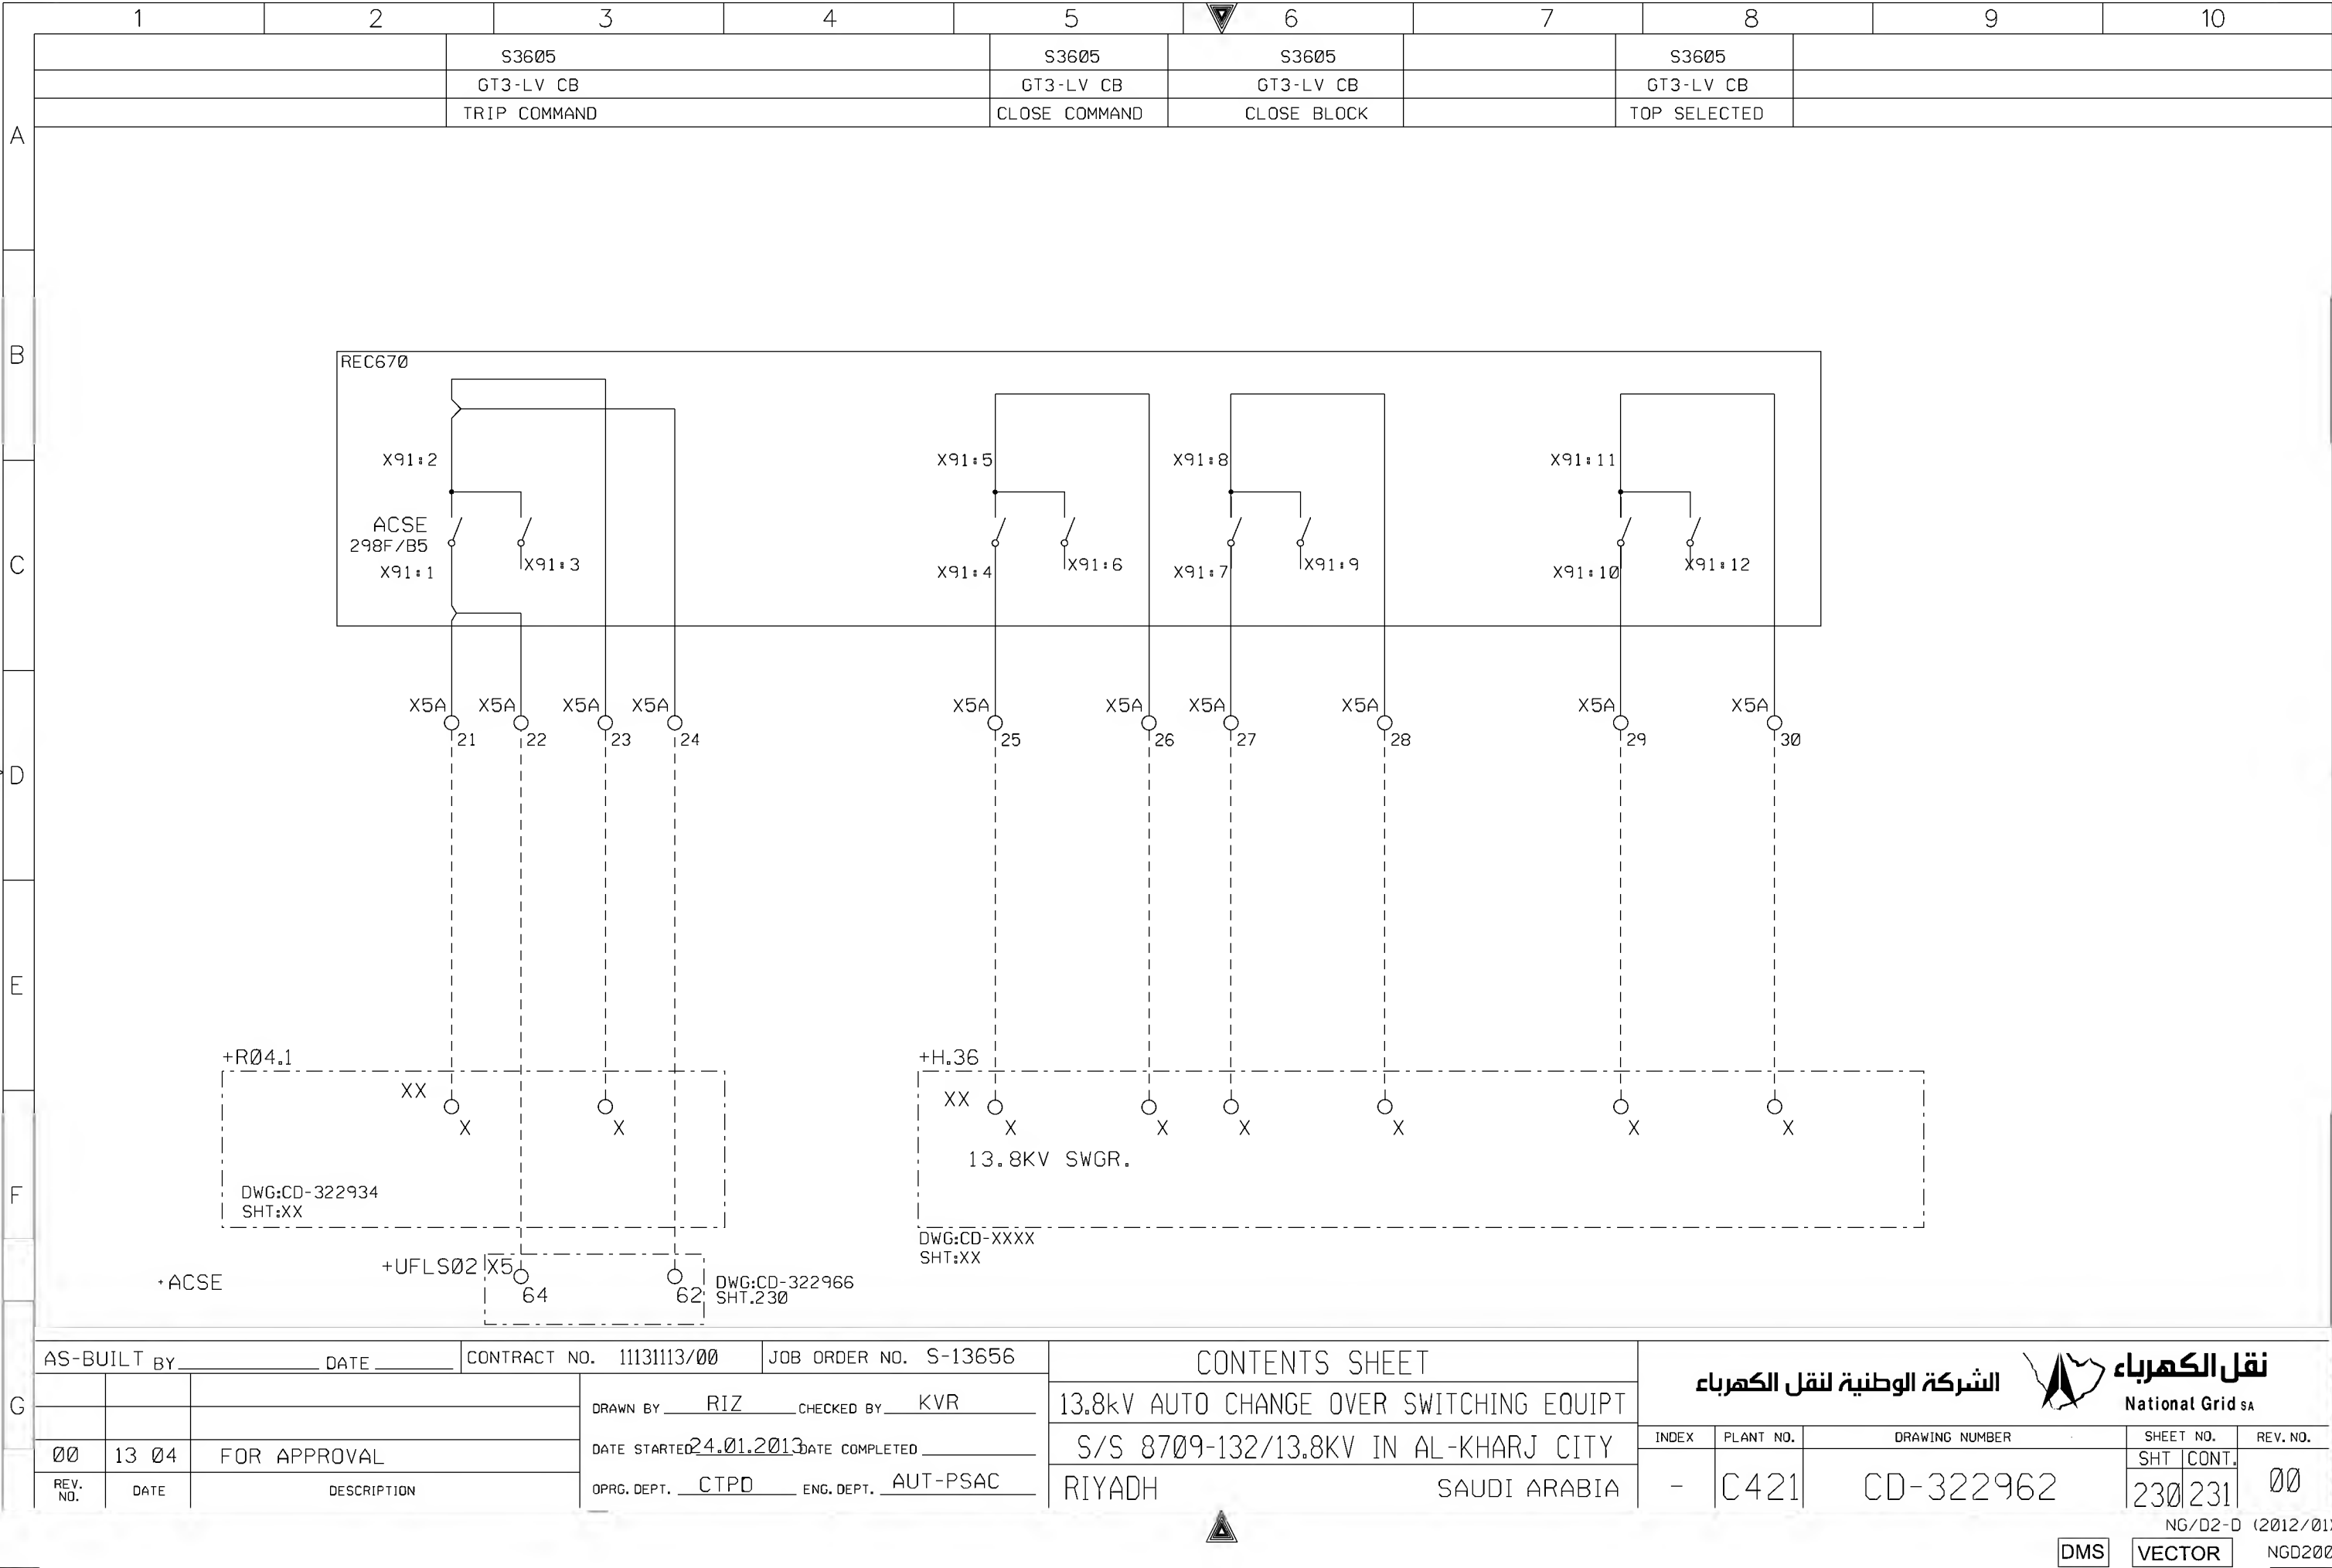 1 2 3 4 5 6 7 8 9 10
S3605 S3605 S3605 S3605
GT3-LV CB GT3-LV CB GT3-LV CB GT3-LV CB
TRIP COMMAND CLOSE COMMAND CLOSE BLOCK TOP SELECTED
A
B
REC670
X91:2 X91:5 X91:8 X91:11
ACSE
298F/B5
C
X91:3 X91:6 X91:9 X91:12
X91:1 X91:4 X91:7 X91:10
X5A X5A X5A X5A X5A X5A X5A X5A X5A X5A
21 22 23 24 25 26 27 28 29 30
D
E
+R04.1 +H.36
XX XX
X X X X X X X X
13.8KV SWGR.
F
DWG:CD-322934
SHT:XX
DWG:CD-XXXX
SHT:XX
+UFLS02 X5
+ACSE
64 62
DWG:CD-322966
SHT.230
AS-BUILT BY DATE CONTRACT NO. 11131113/00 JOB ORDER NO. S-13656
CONTENTS SHEET
الشركة الوطنية لنقل الكهرباء
نقل الكهرباء
National Grid SA
G
DRAWN BY RIZ CHECKED BY KVR
13.8kV AUTO CHANGE OVER SWITCHING EQUIPT
00 13 04 FOR APPROVAL
DATE STARTED 24.01.2013 DATE COMPLETED
S/S 8709-132/13.8KV IN AL-KHARJ CITY
INDEX PLANT NO. DRAWING NUMBER SHEET NO. REV. NO.
SHT CONT.
REV. NO. DATE DESCRIPTION
OPRG. DEPT. CTPD ENG. DEPT. AUT-PSAC
RIYADH SAUDI ARABIA
- C421 CD-322962 230 231 00
NG/D2-D (2012/01)
DMS VECTOR NGD200